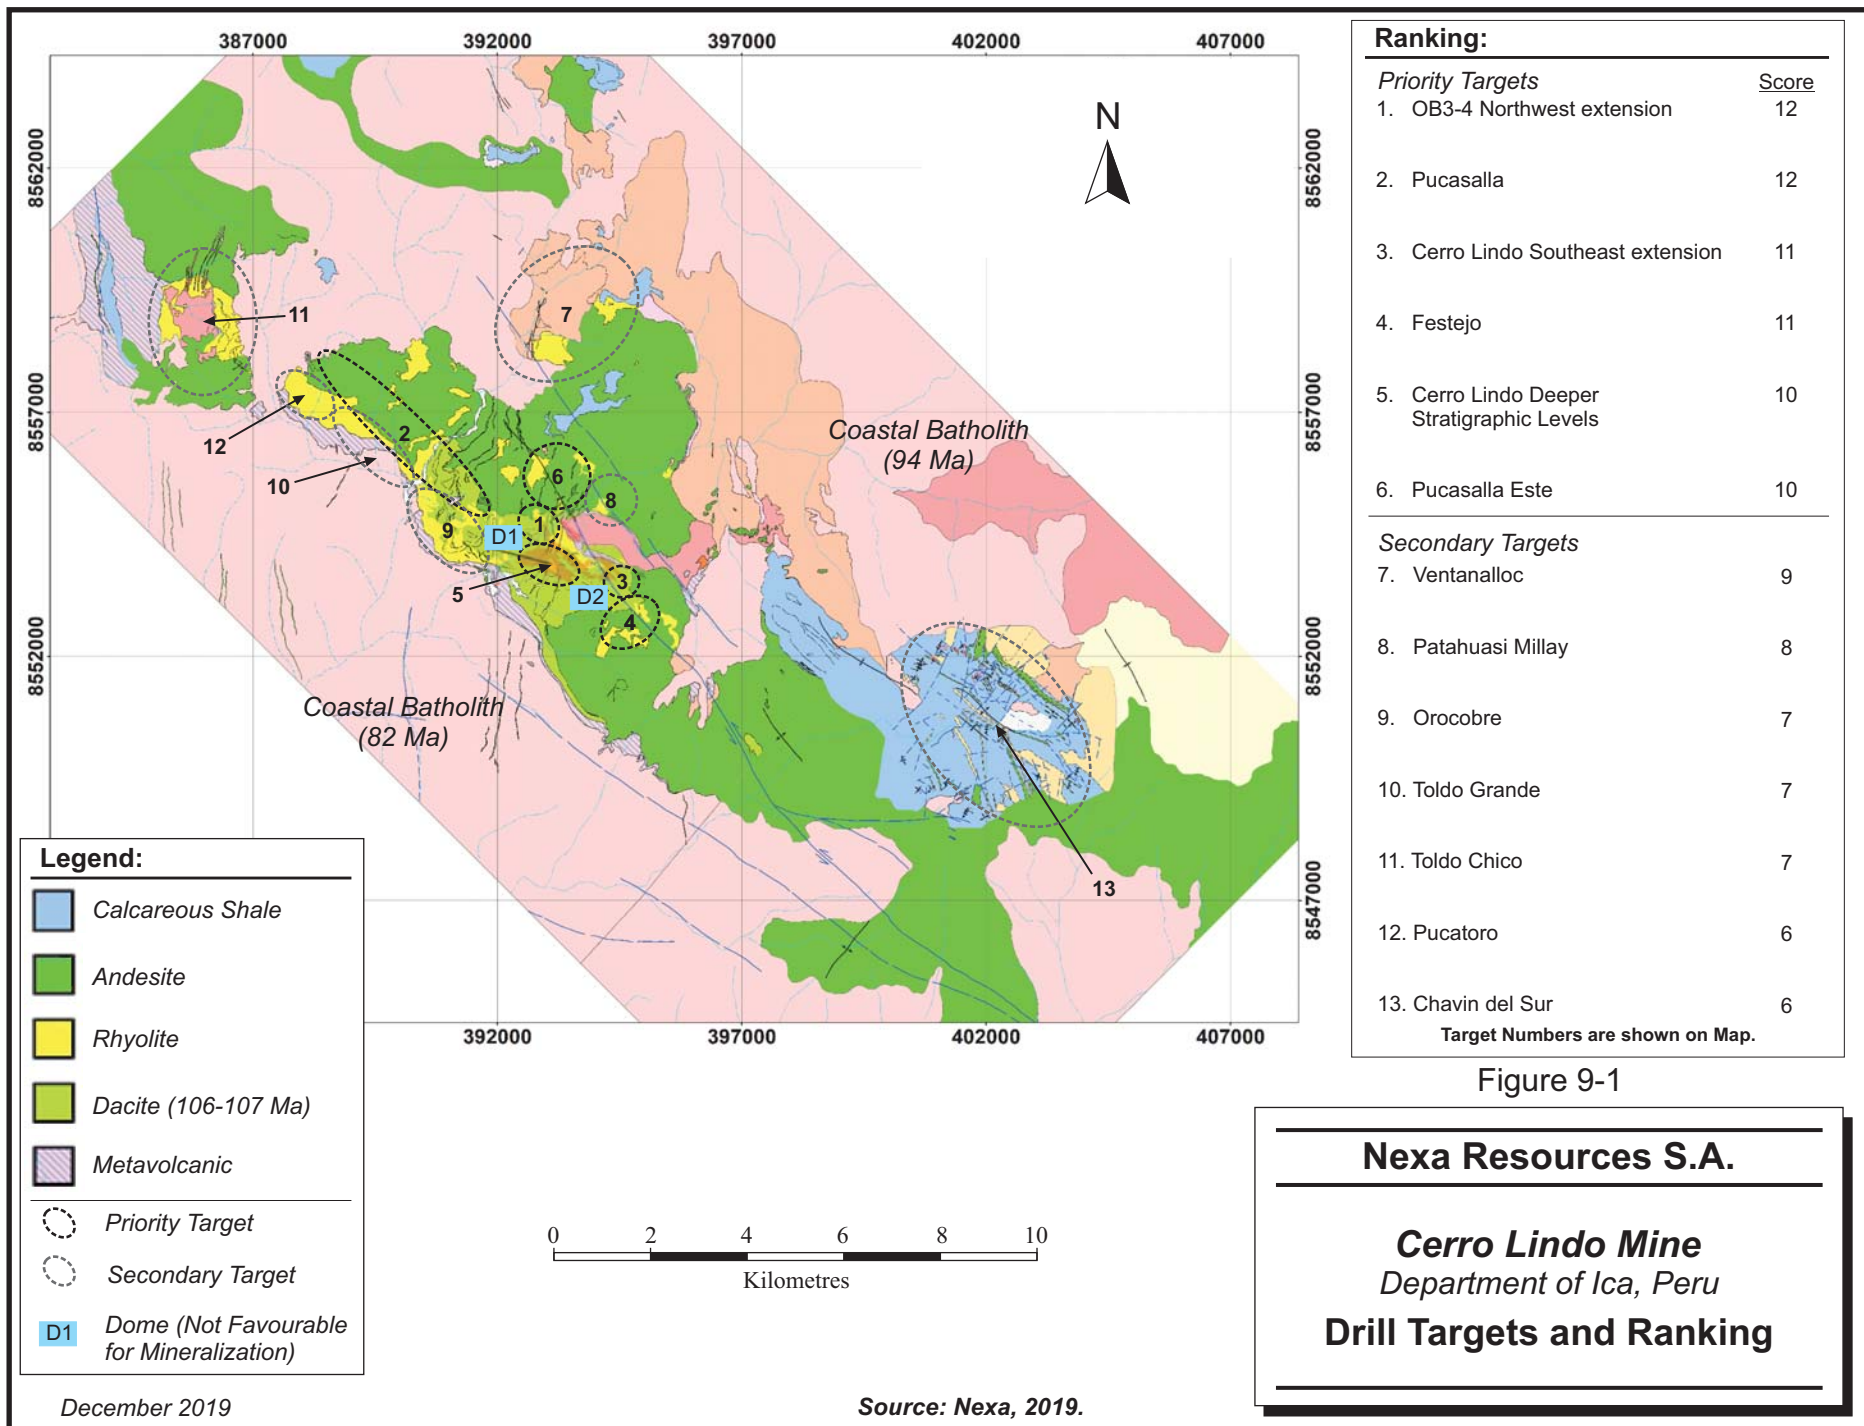 387000 392000 397000 402000 407000
8562000
8557000
8552000
8562000
8557000
8552000
8547000
N
7
11
2
12
10
6
8
1
9
D1
5
3
D2
4
13
Coastal Batholith
(94 Ma)
Coastal Batholith
(82 Ma)
392000 397000 402000 407000
Legend:
Calcareous Shale
Andesite
Rhyolite
Dacite (106-107 Ma)
Metavolcanic
Priority Target
Secondary Target
D1 Dome (Not Favourable
for Mineralization)
0 2 4 6 8 10
Kilometres
December 2019
Source: Nexa, 2019.
Ranking:
Priority Targets Score
1. OB3-4 Northwest extension 12
2. Pucasalla 12
3. Cerro Lindo Southeast extension 11
4. Festejo 11
5. Cerro Lindo Deeper 10
Stratigraphic Levels
6. Pucasalla Este 10
Secondary Targets
7. Ventanalloc 9
8. Patahuasi Millay 8
9. Orocobre 7
10. Toldo Grande 7
11. Toldo Chico 7
12. Pucatoro 6
13. Chavin del Sur 6
Target Numbers are shown on Map.
Figure 9-1
Nexa Resources S.A.
Cerro Lindo Mine
Department of Ica, Peru
Drill Targets and Ranking